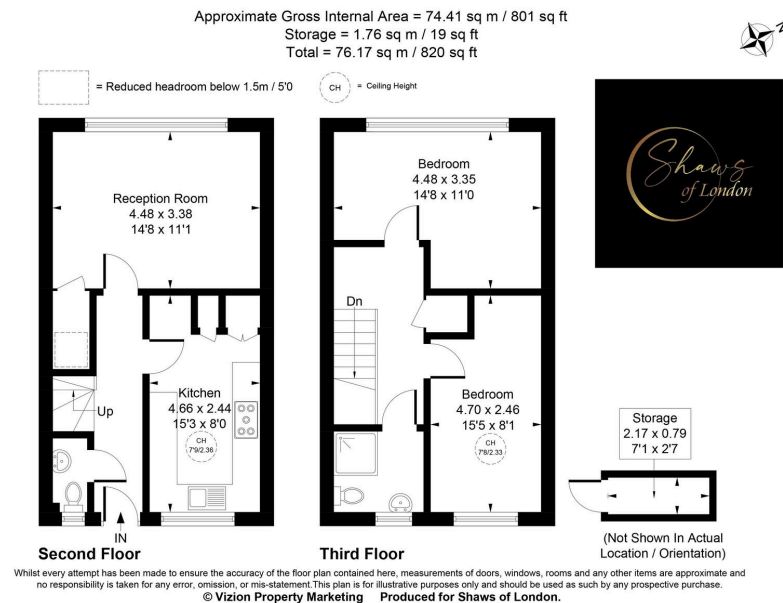 Approximate Gross Internal Area = 74.41 sq m / 801 sq ft
Storage = 1.76 sq m / 19 sq ft
Total = 76.17 sq m / 820 sq ft
= Reduced headroom below 1.5m / 5'0
CH
= Ceiling Height
Z
Shaws
of London
Reception Room
4.48 x 3.38
14'8 x 11'1
Up
Kitchen
4.66 x 2.44
15'3 x 8'0
CH
7'9/2.36
IN
Second Floor
Bedroom
4.48 x 3.35
14'8 x 11'0
Dn
Bedroom
4.70 x 2.46
15'5 x 8'1
CH
7'8/2.33
Third Floor
Storage
2.17 x 0.79
7'1 x 2'7
(Not Shown In Actual
Location / Orientation)
Whilst every attempt has been made to ensure the accuracy of the floor plan contained here, measurements of doors, windows, rooms and any other items are approximate and
no responsibility is taken for any error, omission, or mis-statement.This plan is for illustrative purposes only and should be used as such by any prospective purchase.
© Vizion Property Marketing Produced for Shaws of London.